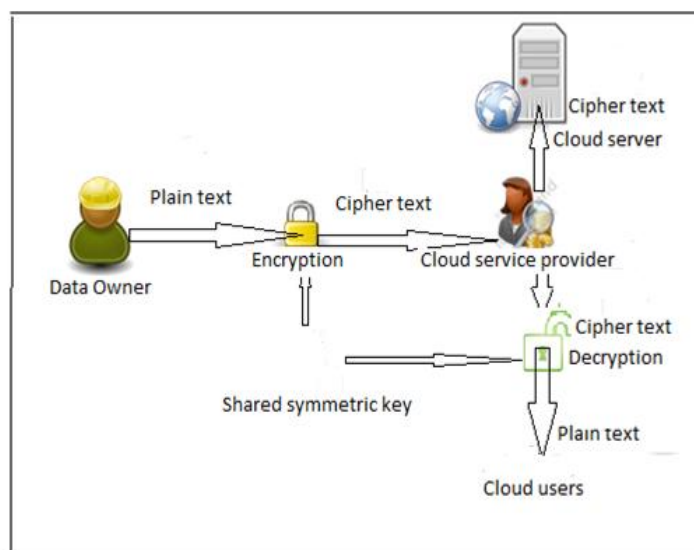 Cipher text
Cloud server
Plain text
Cipher text
Data Owner
Encryption
Cloud service provider
Cipher text
Decryption
Shared symmetric key
Plain text
Cloud users